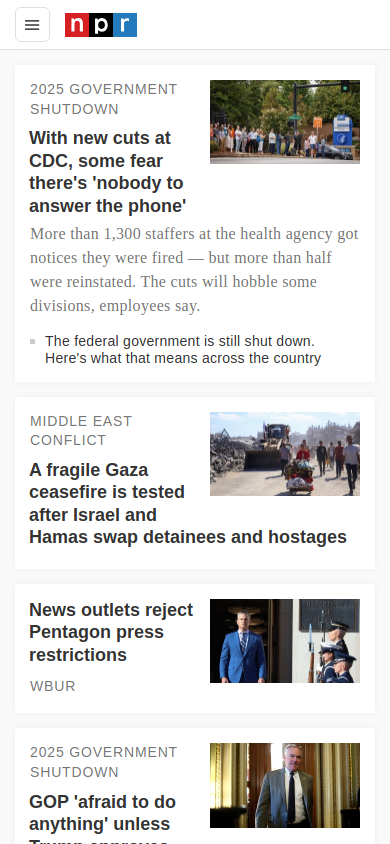 npr
2025 GOVERNMENT
SHUTDOWN
With new cuts at
CDC, some fear
there's 'nobody to
answer the phone'
More than 1,300 staffers at the health agency got
notices they were fired — but more than half
were reinstated. The cuts will hobble some
divisions, employees say.
The federal government is still shut down.
Here's what that means across the country
MIDDLE EAST
CONFLICT
A fragile Gaza
ceasefire is tested
after Israel and
Hamas swap detainees and hostages
News outlets reject
Pentagon press
restrictions
WBUR
2025 GOVERNMENT
SHUTDOWN
GOP 'afraid to do
anything' unless
Trump approves